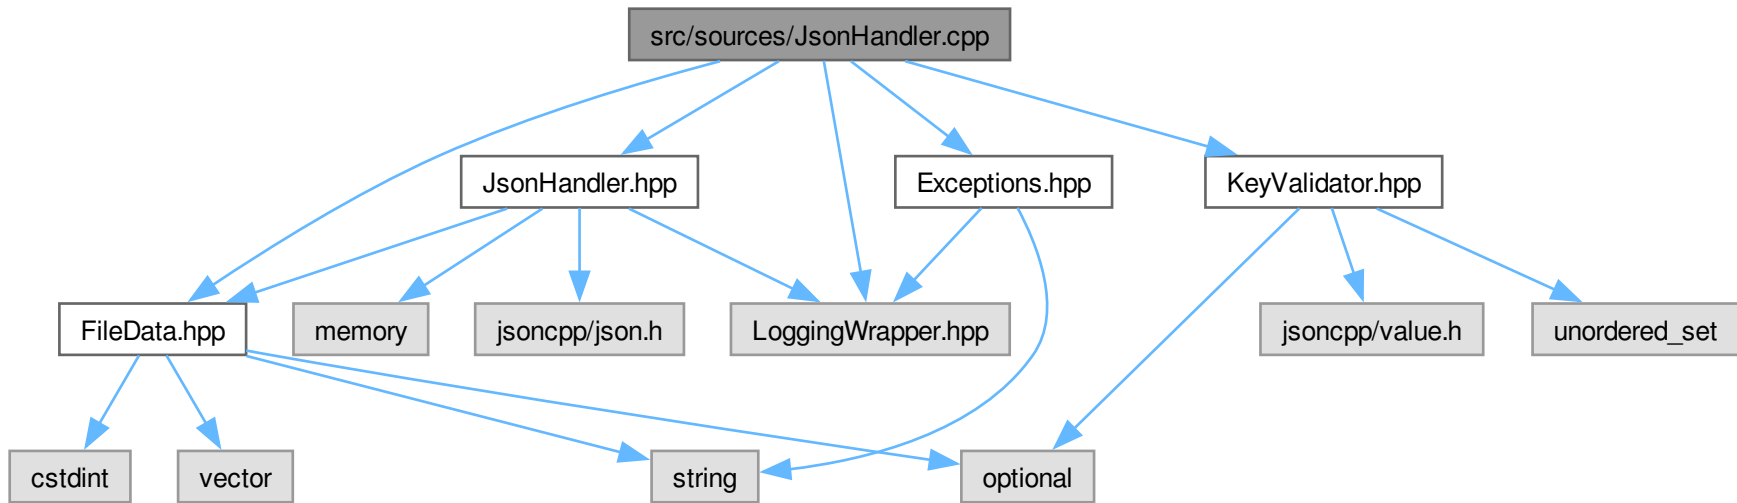 src/sources/JsonHandler.cpp
JsonHandler.hpp
Exceptions.hpp
KeyValidator.hpp
FileData.hpp
memory
jsoncpp/json.h
LoggingWrapper.hpp
jsoncpp/value.h
unordered_set
cstdint
vector
string
optional